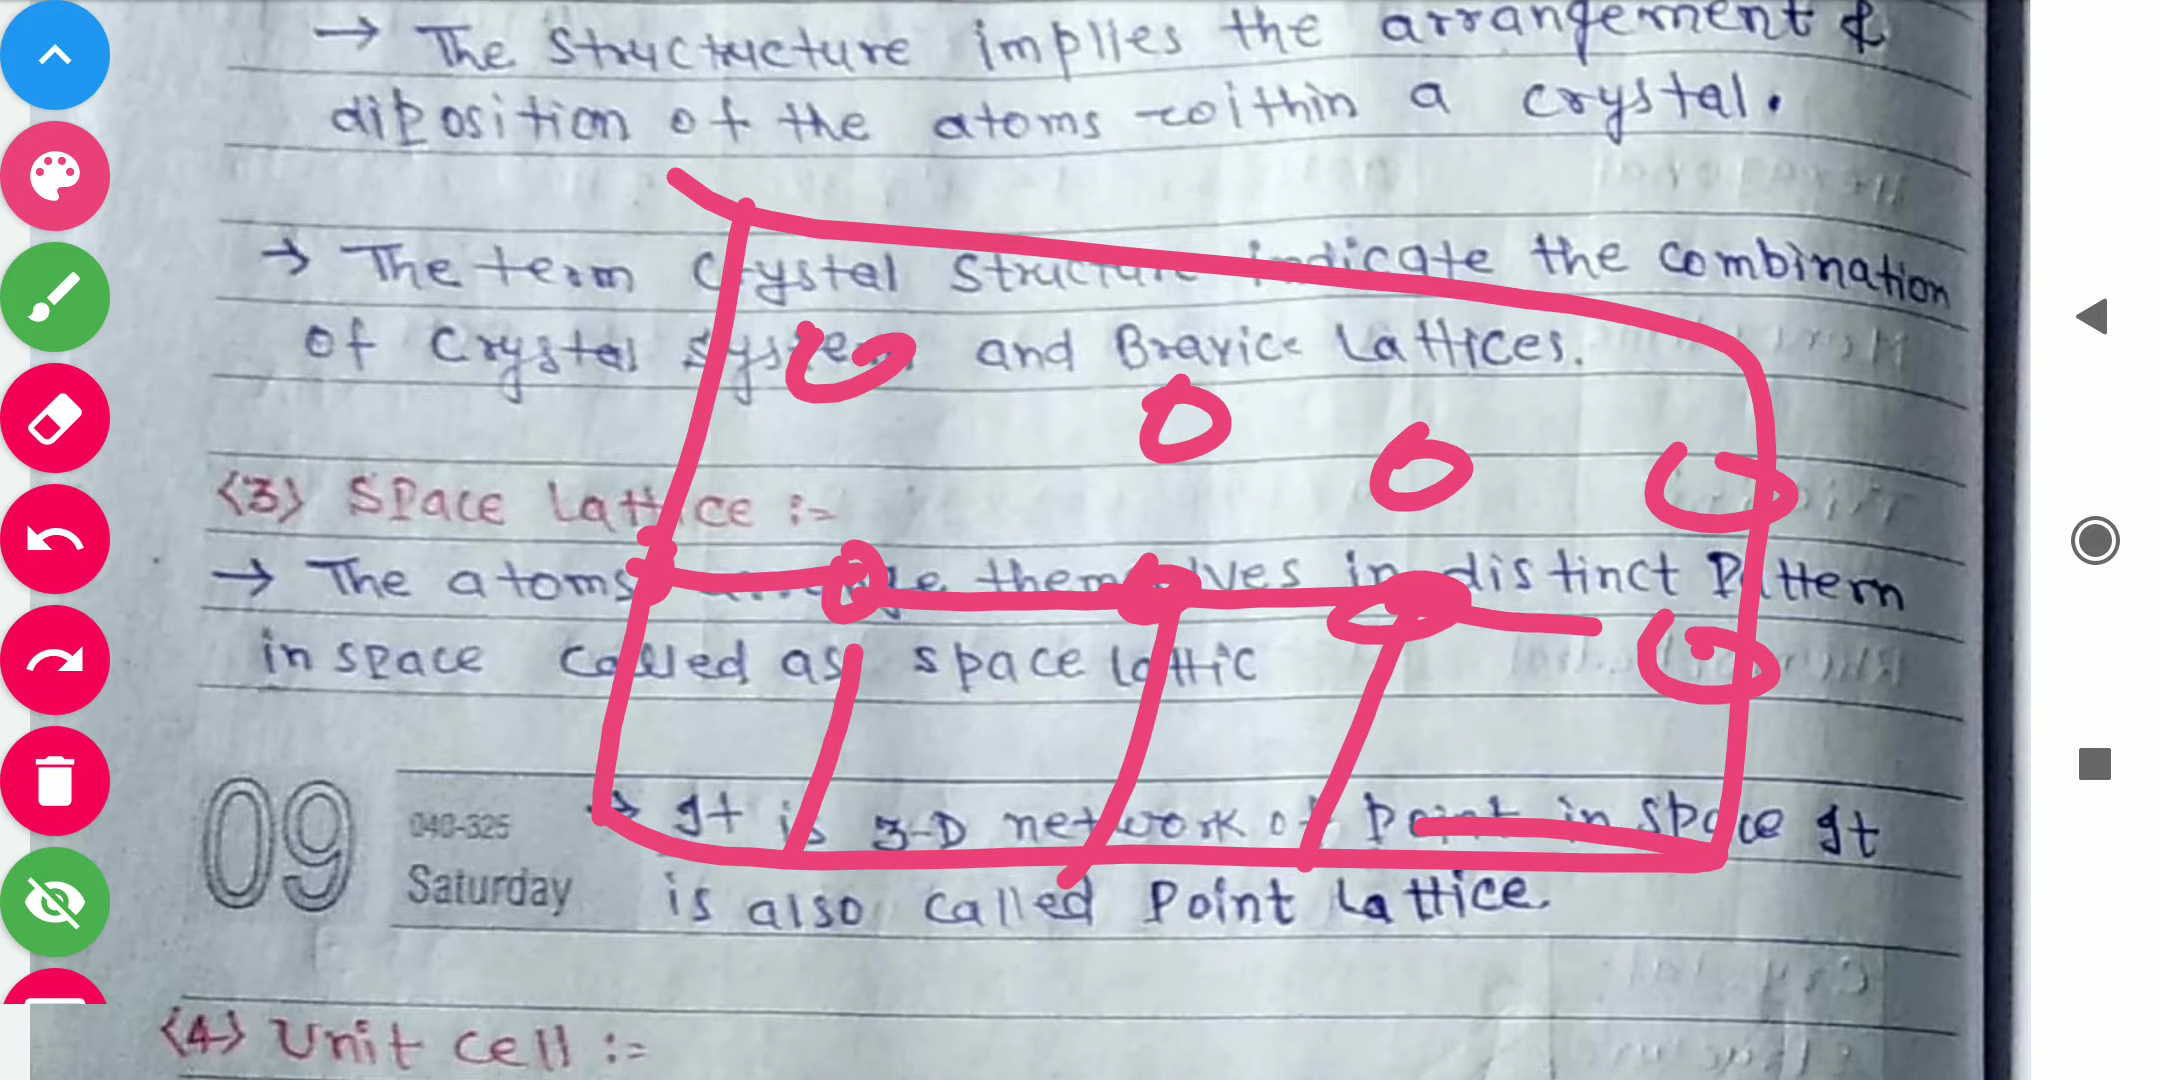 → The structucture implies the arrangement &
diposition of the atoms within a crystal.
→ The term Crystal Structure indicate the combination
of Crystal system and Bravice Lattices.
(3) Space Lattice :-
→ The atoms arrange themselves in distinct Pattern
in space called as space lattic
09
040-325
Saturday
→ It is 3-D network of Point in space It
is also called Point Lattice.
(4) Unit cell :=